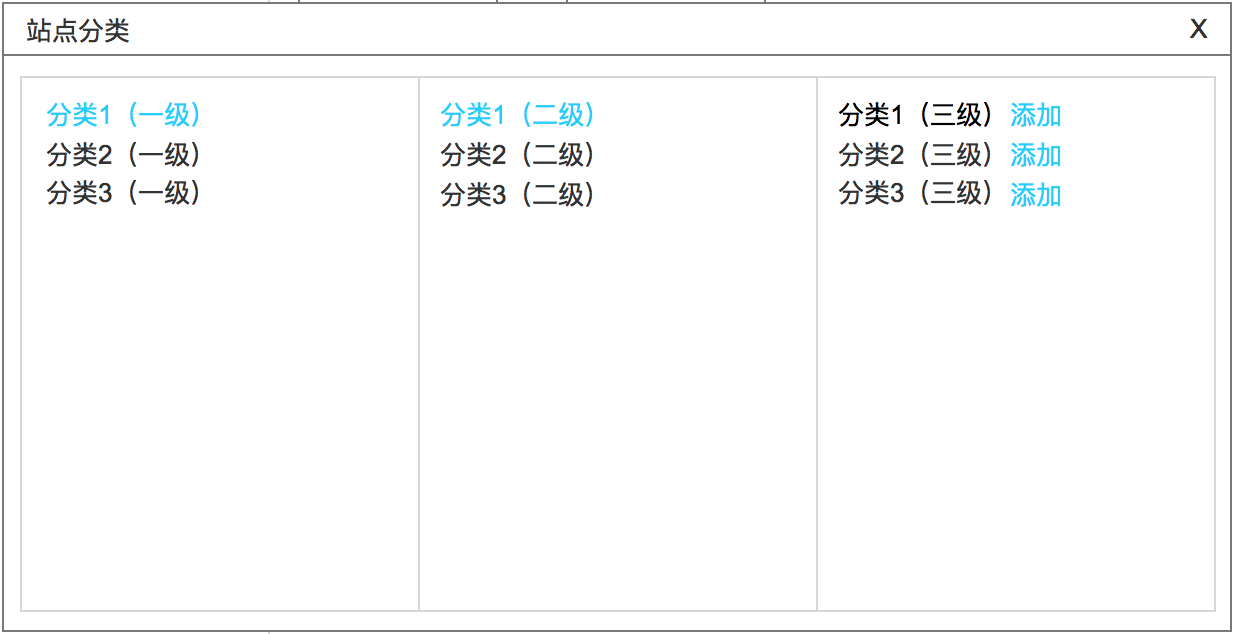 站点分类 X
分类1（一级）
分类2（一级）
分类3（一级）
分类1（二级）
分类2（二级）
分类3（二级）
分类1（三级） 添加
分类2（三级） 添加
分类3（三级） 添加